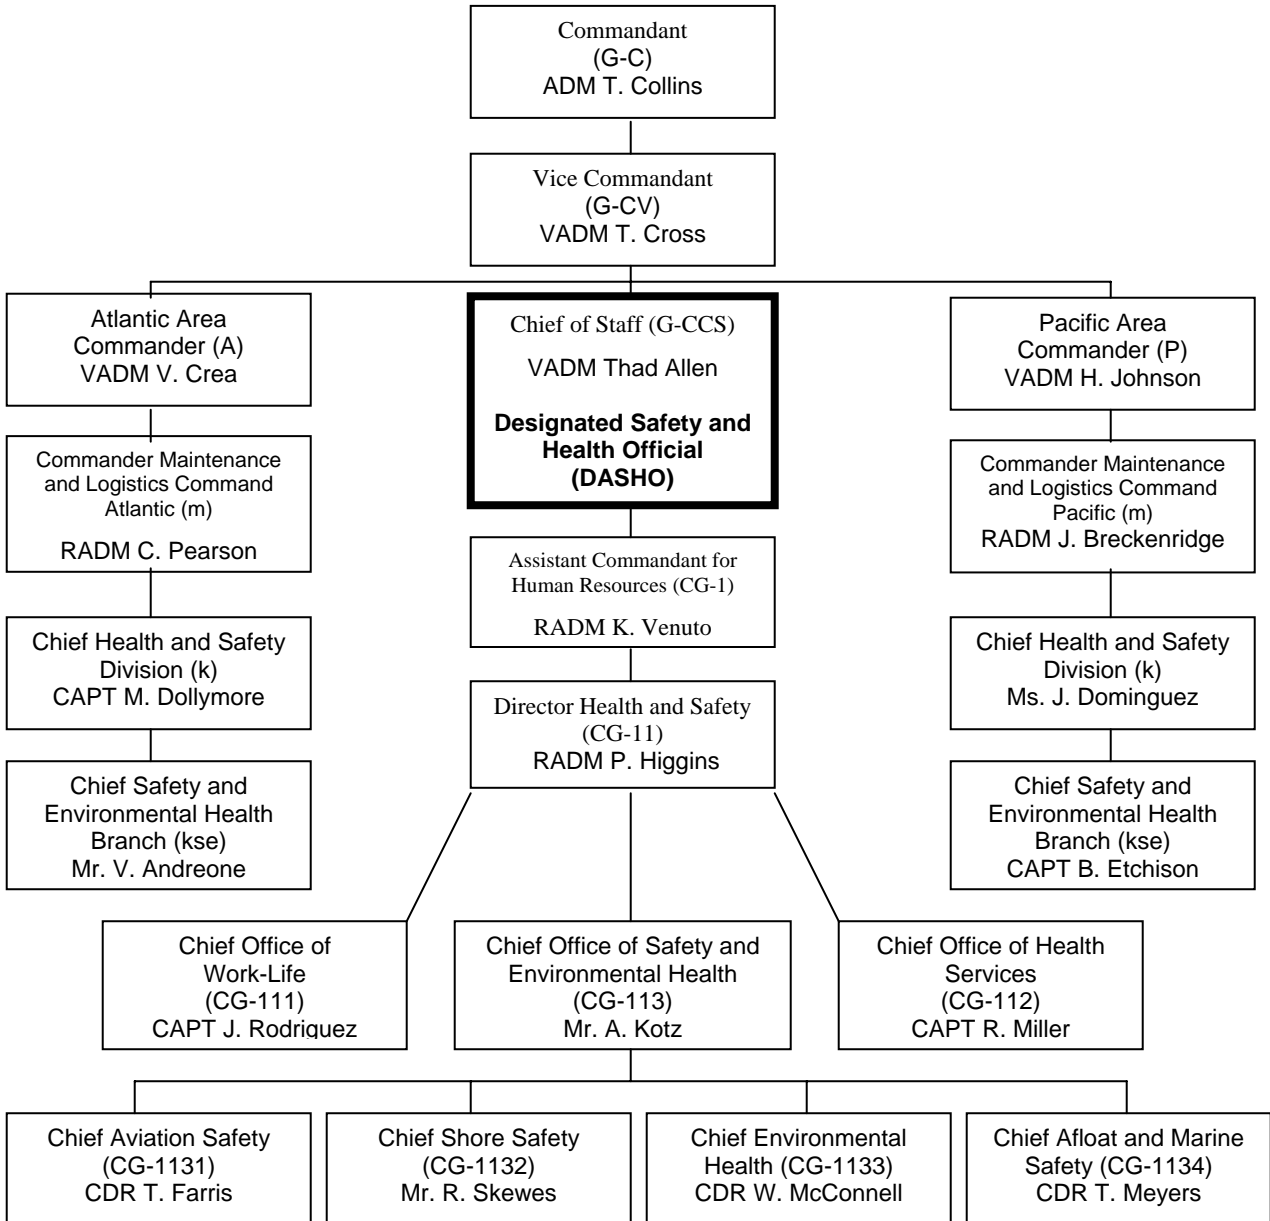 Commandant
(G-C)
ADM T. Collins
Vice Commandant
(G-CV)
VADM T. Cross
Atlantic Area
Commander (A)
VADM V. Crea
Chief of Staff (G-CCS)
VADM Thad Allen
Designated Safety and
Health Official
(DASHO)
Pacific Area
Commander (P)
VADM H. Johnson
Commander Maintenance
and Logistics Command
Atlantic (m)
RADM C. Pearson
Commander Maintenance
and Logistics Command
Pacific (m)
RADM J. Breckenridge
Assistant Commandant for
Human Resources (CG-1)
RADM K. Venuto
Chief Health and Safety
Division (k)
CAPT M. Dollymore
Chief Health and Safety
Division (k)
Ms. J. Dominguez
Director Health and Safety
(CG-11)
RADM P. Higgins
Chief Safety and
Environmental Health
Branch (kse)
Mr. V. Andreone
Chief Safety and
Environmental Health
Branch (kse)
CAPT B. Etchison
Chief Office of
Work-Life
(CG-111)
CAPT J. Rodriguez
Chief Office of Safety and
Environmental Health
(CG-113)
Mr. A. Kotz
Chief Office of Health
Services
(CG-112)
CAPT R. Miller
Chief Aviation Safety
(CG-1131)
CDR T. Farris
Chief Shore Safety
(CG-1132)
Mr. R. Skewes
Chief Environmental
Health (CG-1133)
CDR W. McConnell
Chief Afloat and Marine
Safety (CG-1134)
CDR T. Meyers